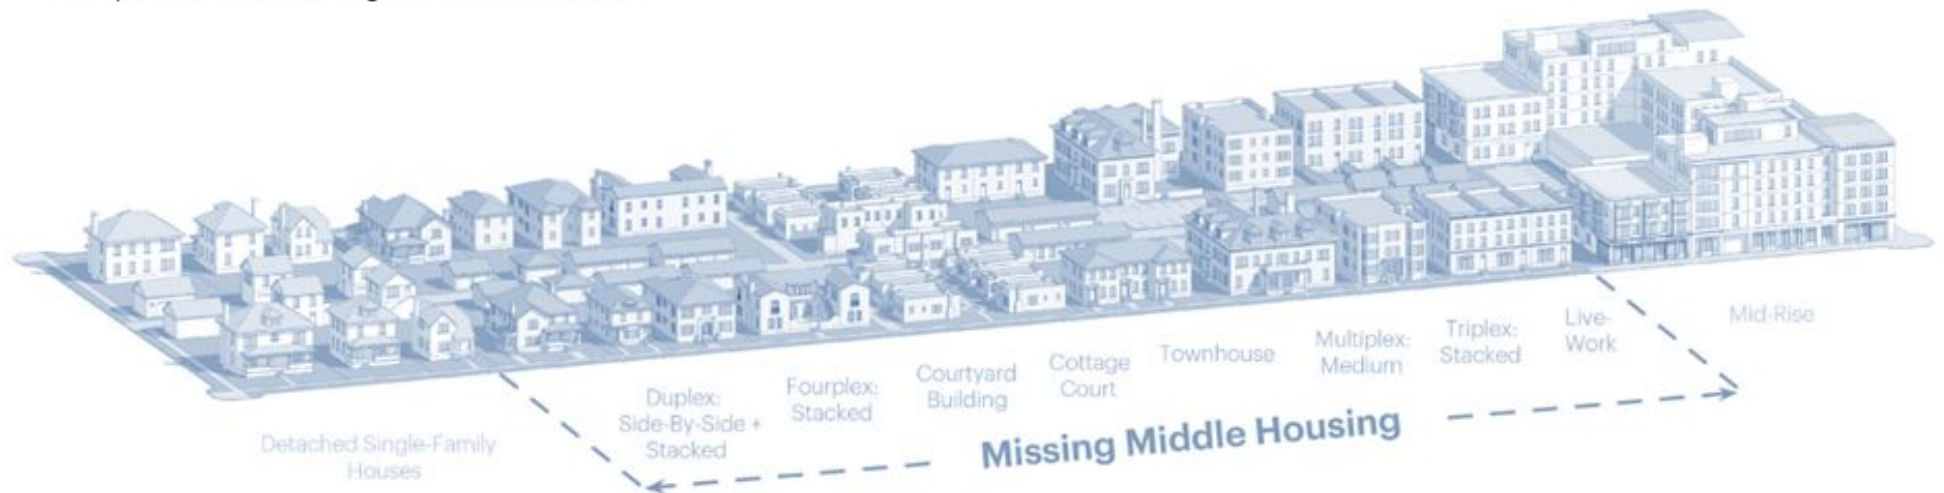 Detached Single-Family
Houses
Duplex:
Side-By-Side +
Stacked
Fourplex:
Stacked
Courtyard
Building
Cottage
Court
Townhouse
Multiplex:
Medium
Triplex:
Stacked
Live-
Work
Mid-Rise
Missing Middle Housing